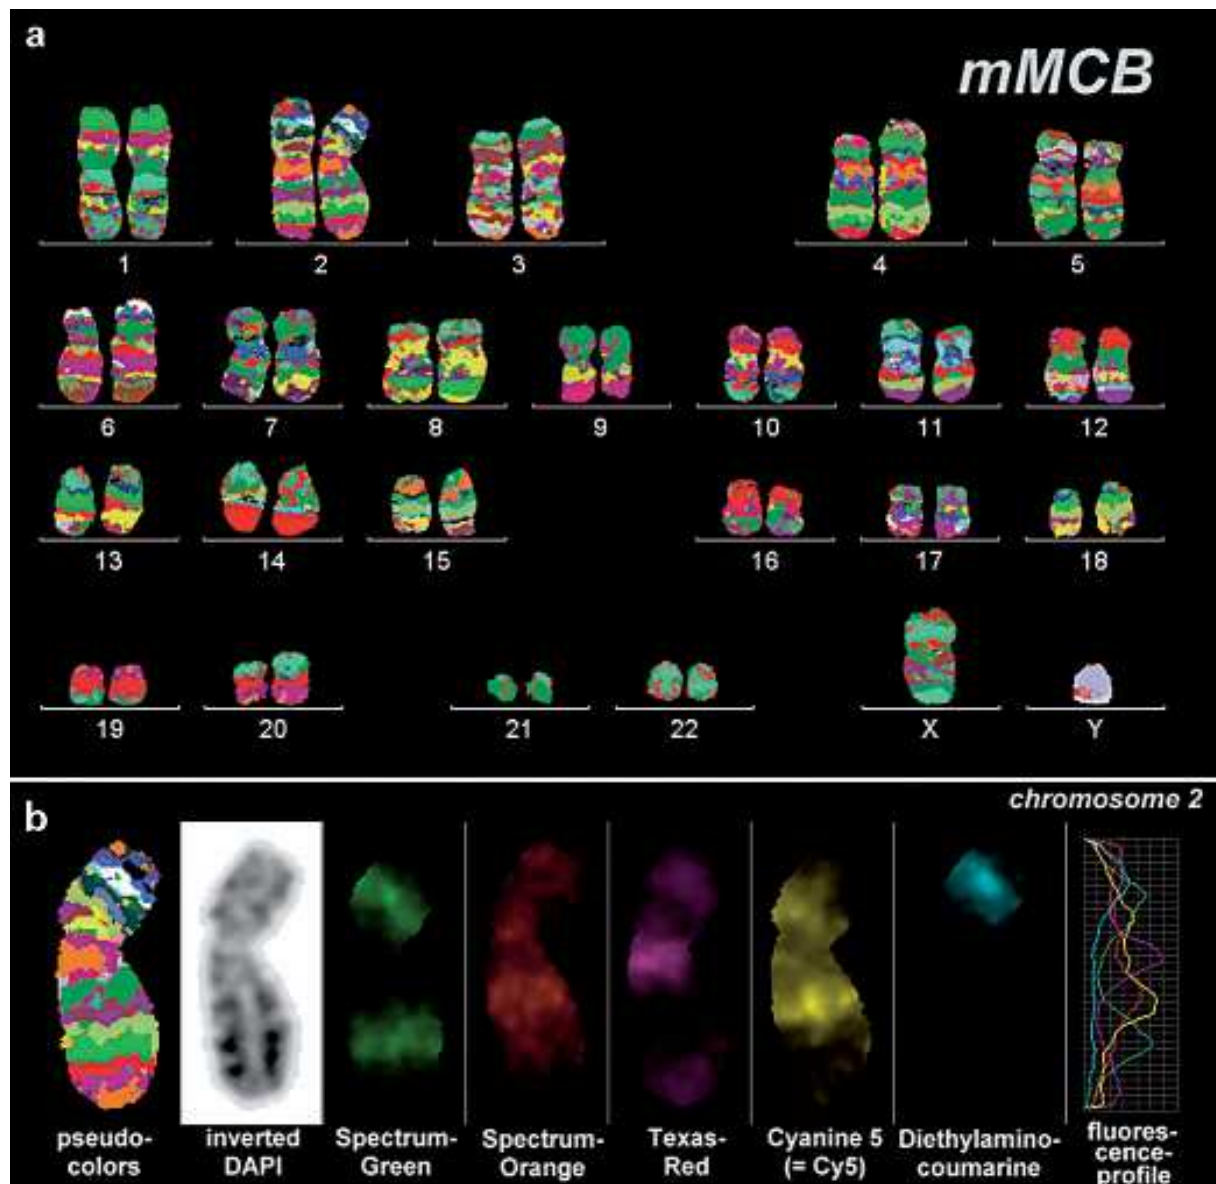 a
mMCB
1 2 3 4 5
6 7 8 9 10 11 12
13 14 15 16 17 18
19 20 21 22 X Y
b
chromosome 2
pseudo-
colors
inverted
DAPI
Spectrum-
Green
Spectrum-
Orange
Texas-
Red
Cyanine 5
(= Cy5)
Diethylamino-
coumarine
fluores-
cence-
profile